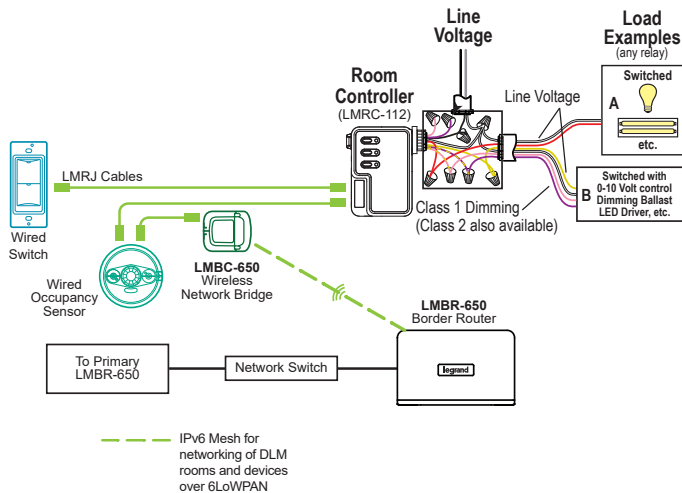 Line
Voltage
Load
Examples
(any relay)
Room
Controller
(LMRC-112)
Line Voltage
Switched
A
etc.
LMRJ Cables
Wired
Switch
Class 1 Dimming
(Class 2 also available)
B
Switched with
0-10 Volt control
Dimming Ballast
LED Driver, etc.
Wired
Occupancy
Sensor
LMBC-650
Wireless
Network Bridge
LMBR-650
Border Router
To Primary
LMBR-650
Network Switch
legrand
IPv6 Mesh for
networking of DLM
rooms and devices
over 6LoWPAN